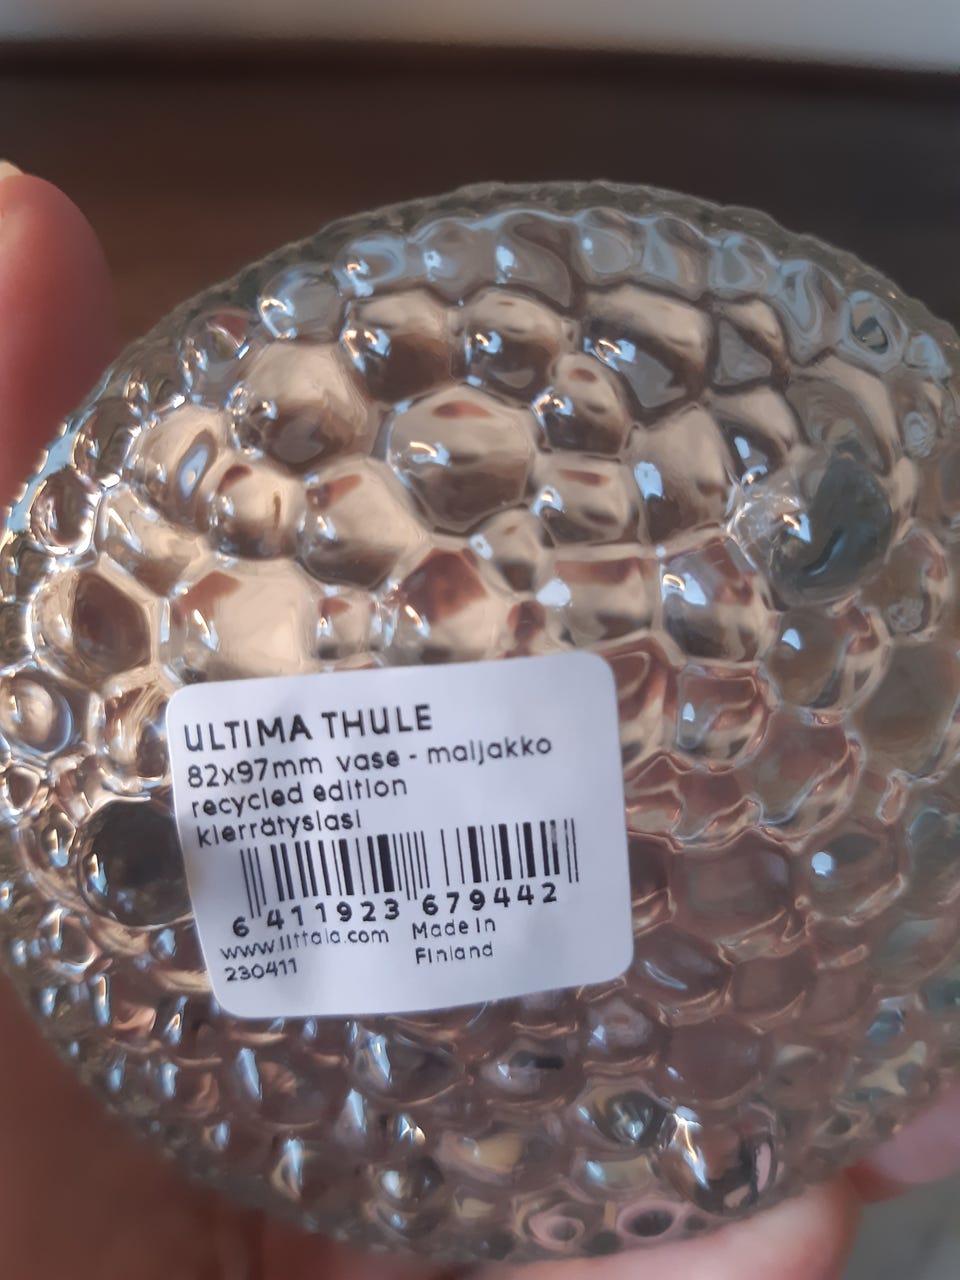 ULTIMA THULE
82x97mm vase - maljakko
recycled edition
kierrätyslasi
6 411923 679442
www.iittala.com Made in
230411 Finland